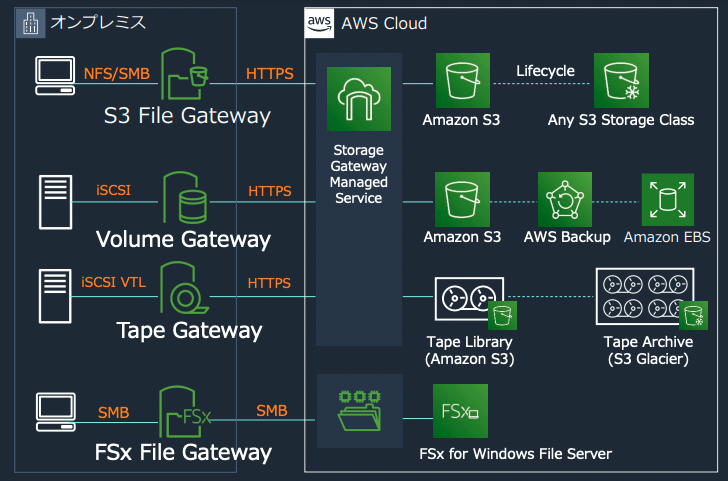 オンプレミス
aws
AWS Cloud
NFS/SMB
HTTPS
S3 File Gateway
Storage
Gateway
Managed
Service
Amazon S3
Lifecycle
Any S3 Storage Class
iSCSI
HTTPS
Volume Gateway
Amazon S3
AWS Backup
Amazon EBS
iSCSI VTL
HTTPS
Tape Gateway
Tape Library
(Amazon S3)
Tape Archive
(S3 Glacier)
SMB
FSx
SMB
FSx File Gateway
FSx
FSx for Windows File Server